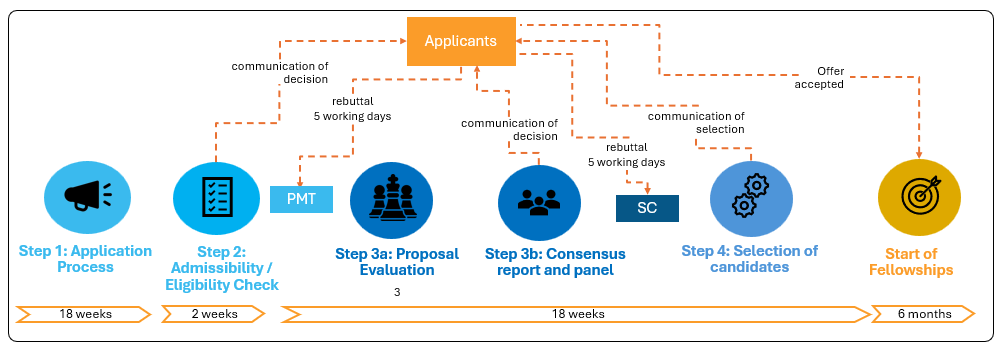 Applicants
communication of
decision
rebuttal
5 working days
communication of
decision
rebuttal
5 working days
communication of
selection
Offer
accepted
PMT
SC
Step 1: Application
Process
Step 2:
Admissibility /
Eligibility Check
Step 3a: Proposal
Evaluation
Step 3b: Consensus
report and panel
Step 4: Selection of
candidates
Start of
Fellowships
3
18 weeks
2 weeks
18 weeks
6 months